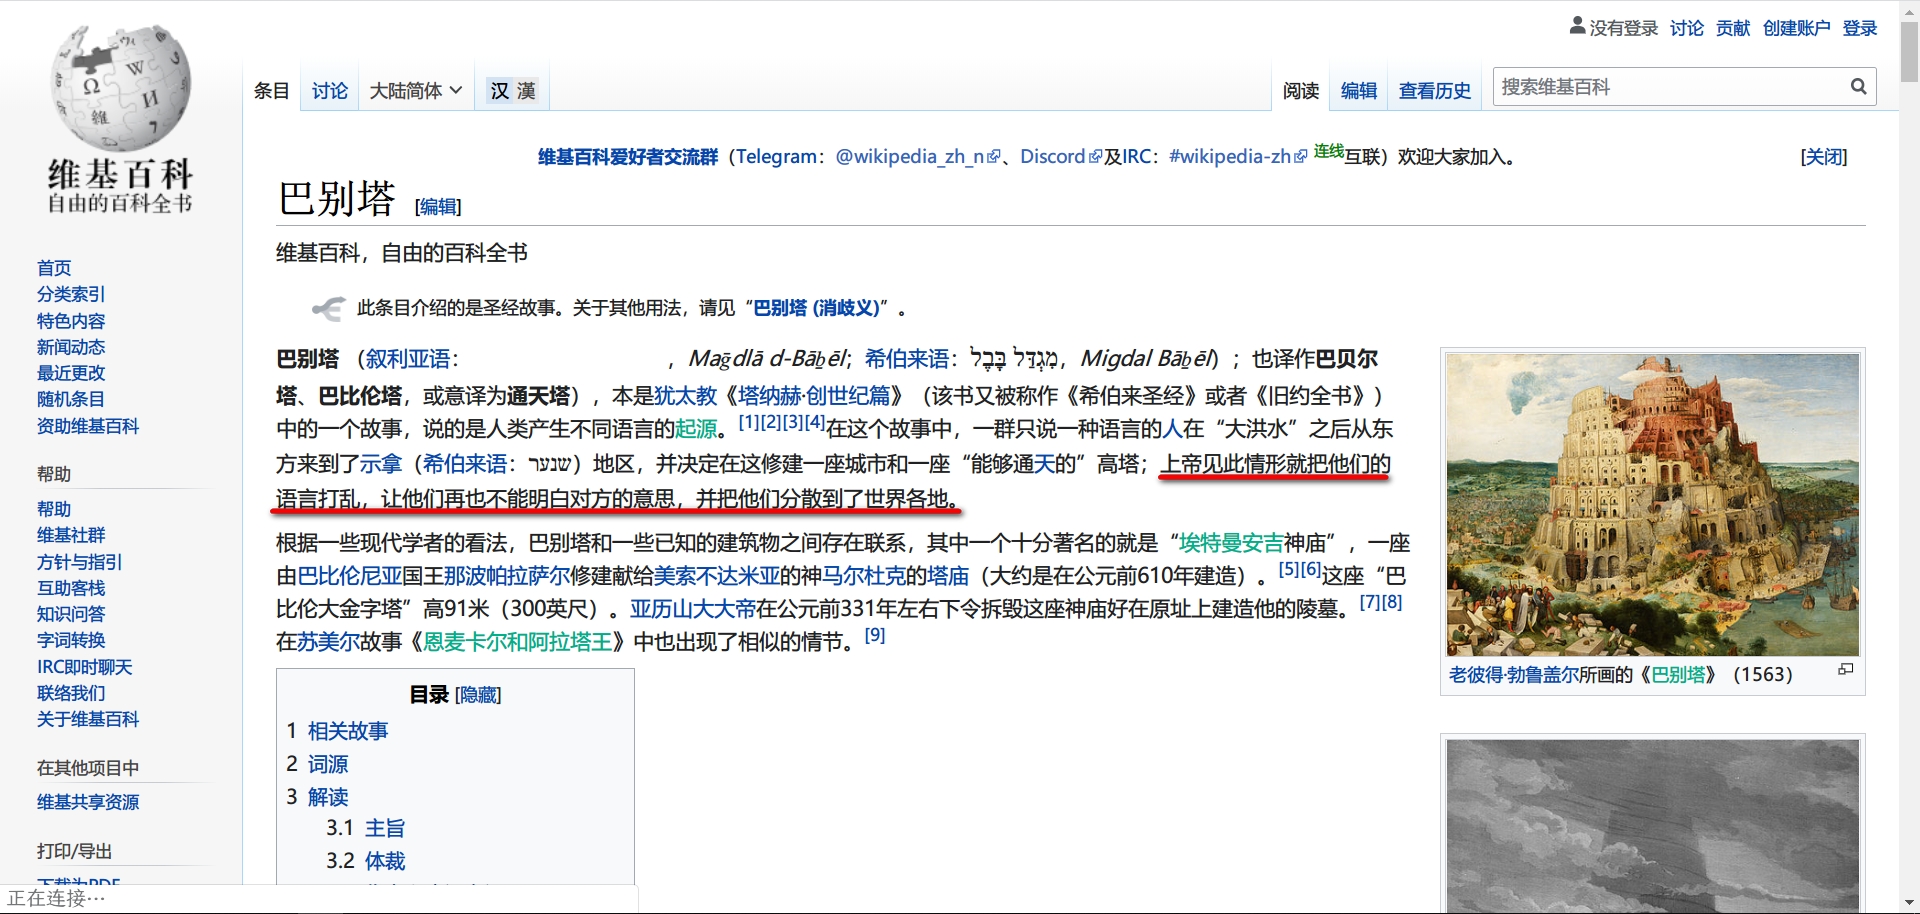 没有登录 讨论 贡献 创建账户 登录
条目 讨论 大陆简体 汉 漢 阅读 编辑 查看历史 搜索维基百科
维基百科
自由的百科全书
维基百科爱好者交流群（Telegram：@wikipedia_zh_n、Discord及IRC：#wikipedia-zh 连线互联）欢迎大家加入。 [关闭]
巴别塔 [编辑]
维基百科，自由的百科全书
此条目介绍的是圣经故事。关于其他用法，请见“巴别塔 (消歧义)”。
巴别塔（叙利亚语： ，Maḡdlā d-Bāḇēl；希伯来语：מִגְדַּל בָּבֶל，Migdal Bāḇēl）；也译作巴贝尔
塔、巴比伦塔，或意译为通天塔），本是犹太教《塔纳赫·创世纪篇》（该书又被称作《希伯来圣经》或者《旧约全书》）
中的一个故事，说的是人类产生不同语言的起源。[1][2][3][4]在这个故事中，一群只说一种语言的人在“大洪水”之后从东
方来到了示拿（希伯来语：שנער）地区，并决定在这修建一座城市和一座“能够通天的”高塔；上帝见此情形就把他们的
语言打乱，让他们再也不能明白对方的意思，并把他们分散到了世界各地。
根据一些现代学者的看法，巴别塔和一些已知的建筑物之间存在联系，其中一个十分著名的就是“埃特曼安吉神庙”，一座
由巴比伦尼亚国王那波帕拉萨尔修建献给美索不达米亚的神马尔杜克的塔庙（大约是在公元前610年建造）。[5][6]这座“巴
比伦大金字塔”高91米（300英尺）。亚历山大大帝在公元前331年左右下令拆毁这座神庙好在原址上建造他的陵墓。[7][8]
在苏美尔故事《恩麦卡尔和阿拉塔王》中也出现了相似的情节。[9]
老彼得·勃鲁盖尔所画的《巴别塔》（1563）
目录 [隐藏]
1 相关故事
2 词源
3 解读
3.1 主旨
3.2 体裁
首页
分类索引
特色内容
新闻动态
最近更改
随机条目
资助维基百科
帮助
帮助
维基社群
方针与指引
互助客栈
知识问答
字词转换
IRC即时聊天
联络我们
关于维基百科
在其他项目中
维基共享资源
打印/导出
下载为PDF
正在连接…